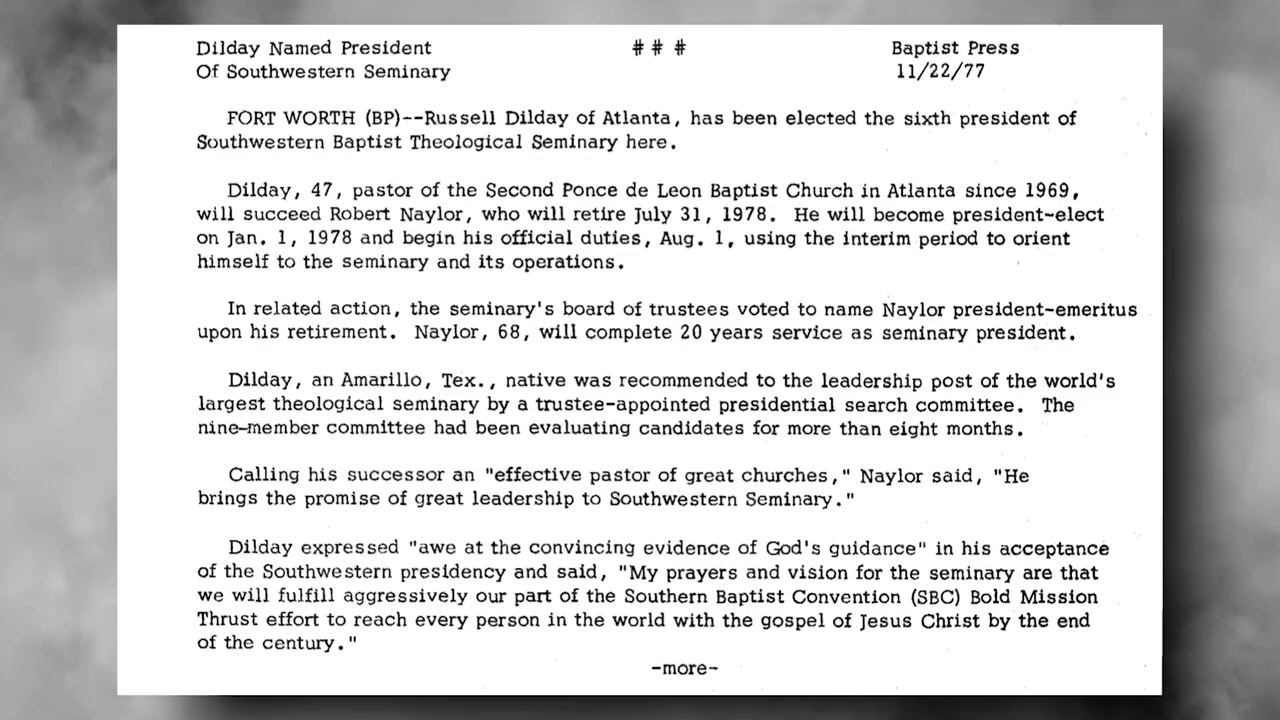 Dilday Named President # # # Baptist Press
Of Southwestern Seminary 11/22/77
FORT WORTH (BP)--Russell Dilday of Atlanta, has been elected the sixth president of
Southwestern Baptist Theological Seminary here.
Dilday, 47, pastor of the Second Ponce de Leon Baptist Church in Atlanta since 1969,
will succeed Robert Naylor, who will retire July 31, 1978. He will become president-elect
on Jan. 1, 1978 and begin his official duties, Aug. 1, using the interim period to orient
himself to the seminary and its operations.
In related action, the seminary's board of trustees voted to name Naylor president-emeritus
upon his retirement. Naylor, 68, will complete 20 years service as seminary president.
Dilday, an Amarillo, Tex., native was recommended to the leadership post of the world's
largest theological seminary by a trustee-appointed presidential search committee. The
nine-member committee had been evaluating candidates for more than eight months.
Calling his successor an "effective pastor of great churches," Naylor said, "He
brings the promise of great leadership to Southwestern Seminary."
Dilday expressed "awe at the convincing evidence of God's guidance" in his acceptance
of the Southwestern presidency and said, "My prayers and vision for the seminary are that
we will fulfill aggressively our part of the Southern Baptist Convention (SBC) Bold Mission
Thrust effort to reach every person in the world with the gospel of Jesus Christ by the end
of the century."
-more-